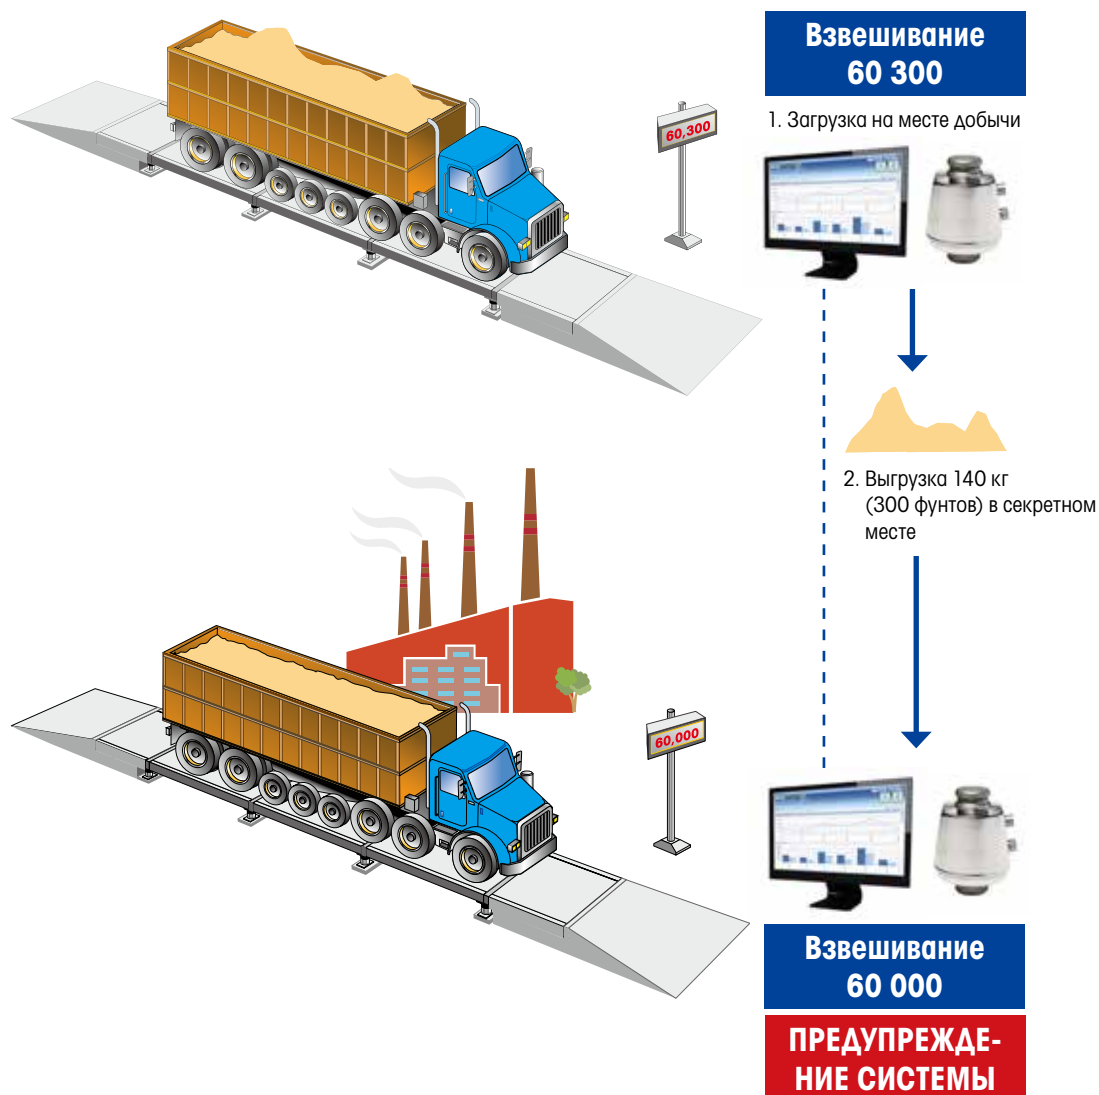 Взвешивание
60 300
1. Загрузка на месте добычи
60,300
2. Выгрузка 140 кг
(300 фунтов) в секретном
месте
60,000
Взвешивание
60 000
ПРЕДУПРЕЖДЕ-
НИЕ СИСТЕМЫ